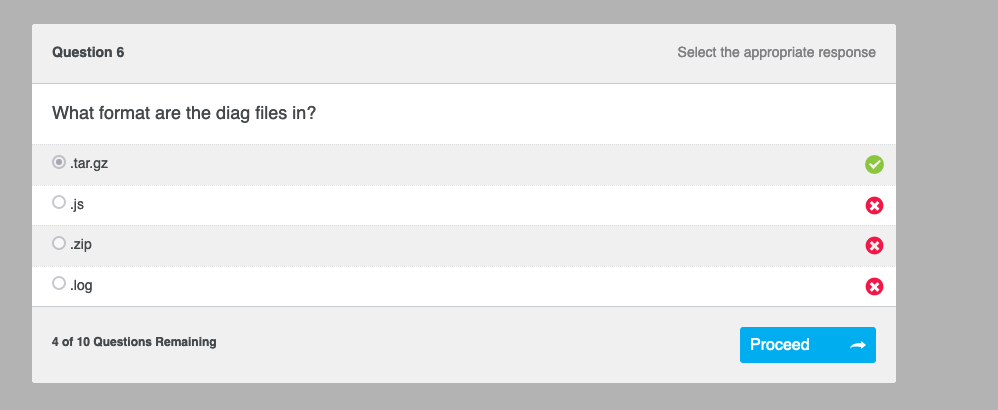 Question 6
Select the appropriate response
What format are the diag files in?
.tar.gz
.js
.zip
.log
4 of 10 Questions Remaining
Proceed